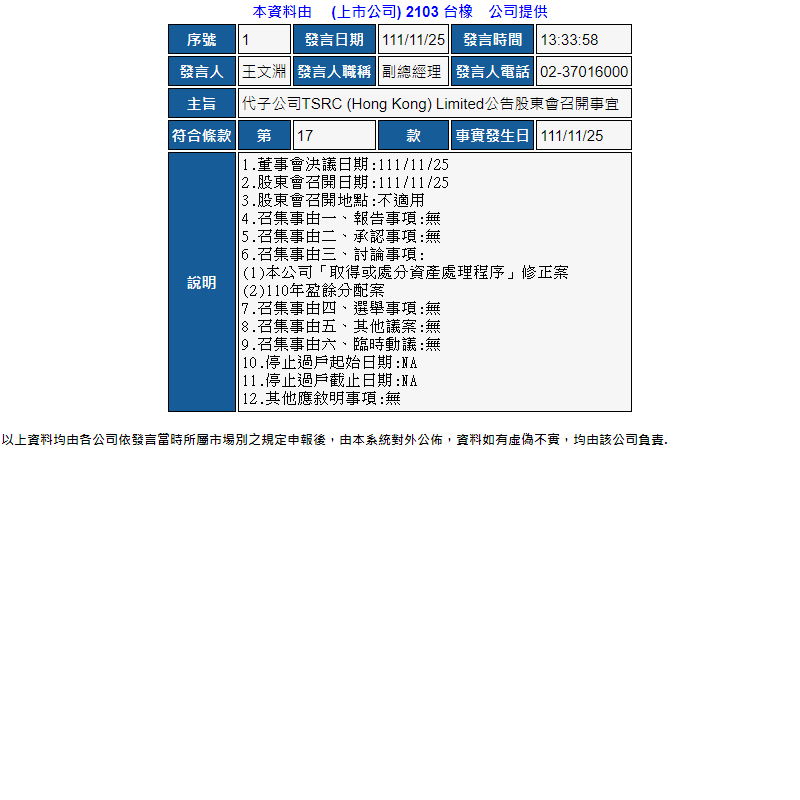 本資料由　(上市公司) 2103 台橡　公司提供
序號 1 發言日期 111/11/25 發言時間 13:33:58
發言人 王文淵 發言人職稱 副總經理 發言人電話 02-37016000
主旨 代子公司TSRC (Hong Kong) Limited公告股東會召開事宜
符合條款 第 17 款 事實發生日 111/11/25
說明
1.董事會決議日期:111/11/25
2.股東會召開日期:111/11/25
3.股東會召開地點:不適用
4.召集事由一、報告事項:無
5.召集事由二、承認事項:無
6.召集事由三、討論事項:
(1)本公司「取得或處分資產處理程序」修正案
(2)110年盈餘分配案
7.召集事由四、選舉事項:無
8.召集事由五、其他議案:無
9.召集事由六、臨時動議:無
10.停止過戶起始日期:NA
11.停止過戶截止日期:NA
12.其他應敘明事項:無
以上資料均由各公司依發言當時所屬市場別之規定申報後，由本系統對外公佈，資料如有虛偽不實，均由該公司負責.